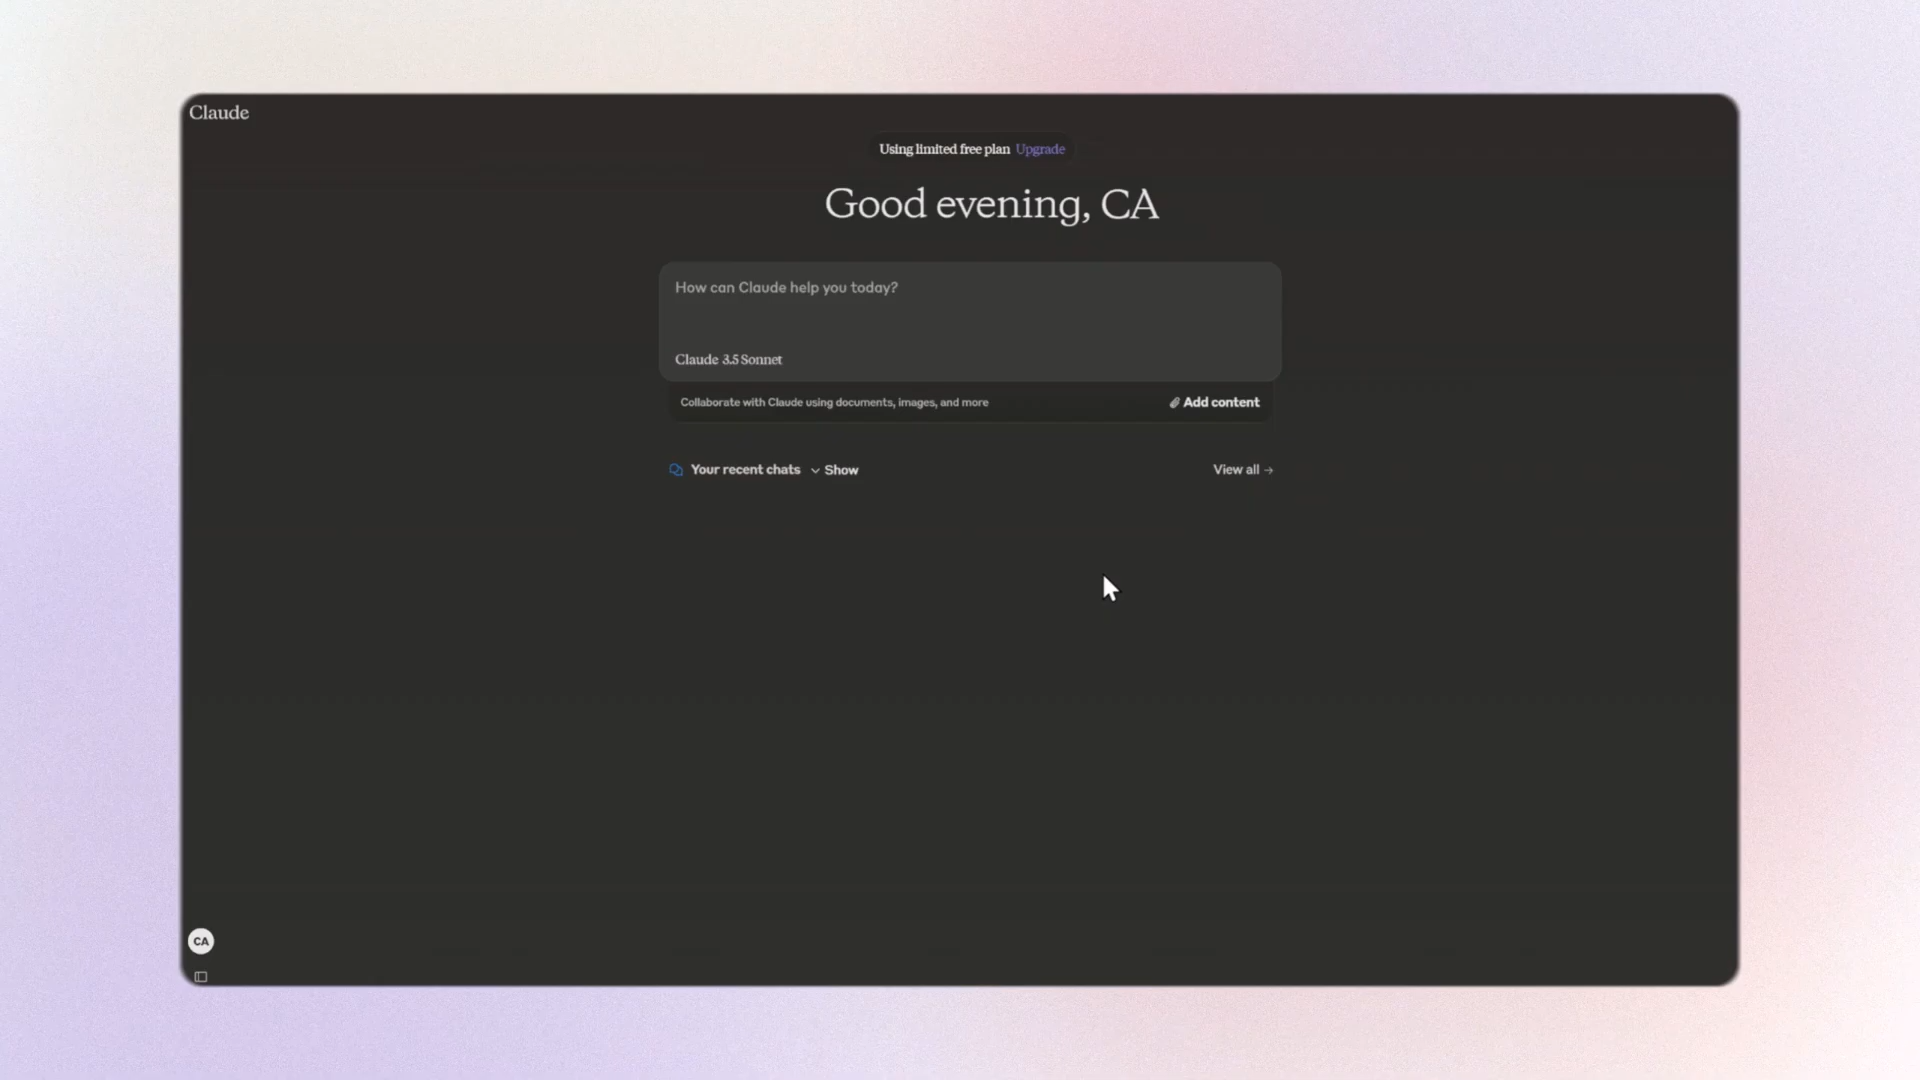 Claude
Using limited free plan Upgrade
Good evening, CA
How can Claude help you today?
Claude 3.5 Sonnet
Collaborate with Claude using documents, images, and more
Add content
Your recent chats Show
View all →
CA